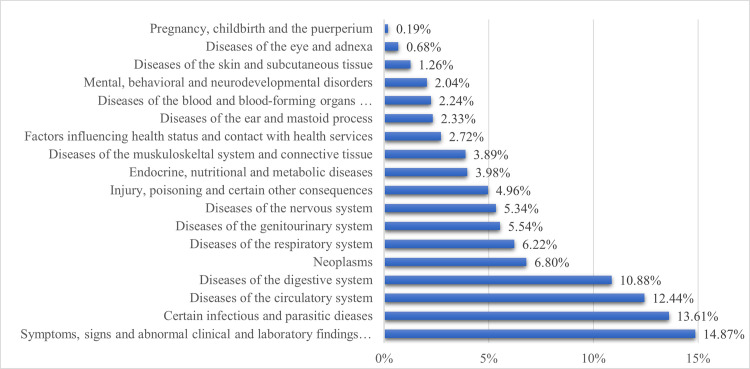 Pregnancy, childbirth and the puerperium 0.19%
Diseases of the eye and adnexa 0.68%
Diseases of the skin and subcutaneous tissue 1.26%
Mental, behavioral and neurodevelopmental disorders 2.04%
Diseases of the blood and blood-forming organs … 2.24%
Diseases of the ear and mastoid process 2.33%
Factors influencing health status and contact with health services 2.72%
Diseases of the muskuloskeltal system and connective tissue 3.89%
Endocrine, nutritional and metabolic diseases 3.98%
Injury, poisoning and certain other consequences 4.96%
Diseases of the nervous system 5.34%
Diseases of the genitourinary system 5.54%
Diseases of the respiratory system 6.22%
Neoplasms 6.80%
Diseases of the digestive system 10.88%
Diseases of the circulatory system 12.44%
Certain infectious and parasitic dieases 13.61%
Symptoms, signs and abnormal clinical and laboratory findings… 14.87%
0% 5% 10% 15%